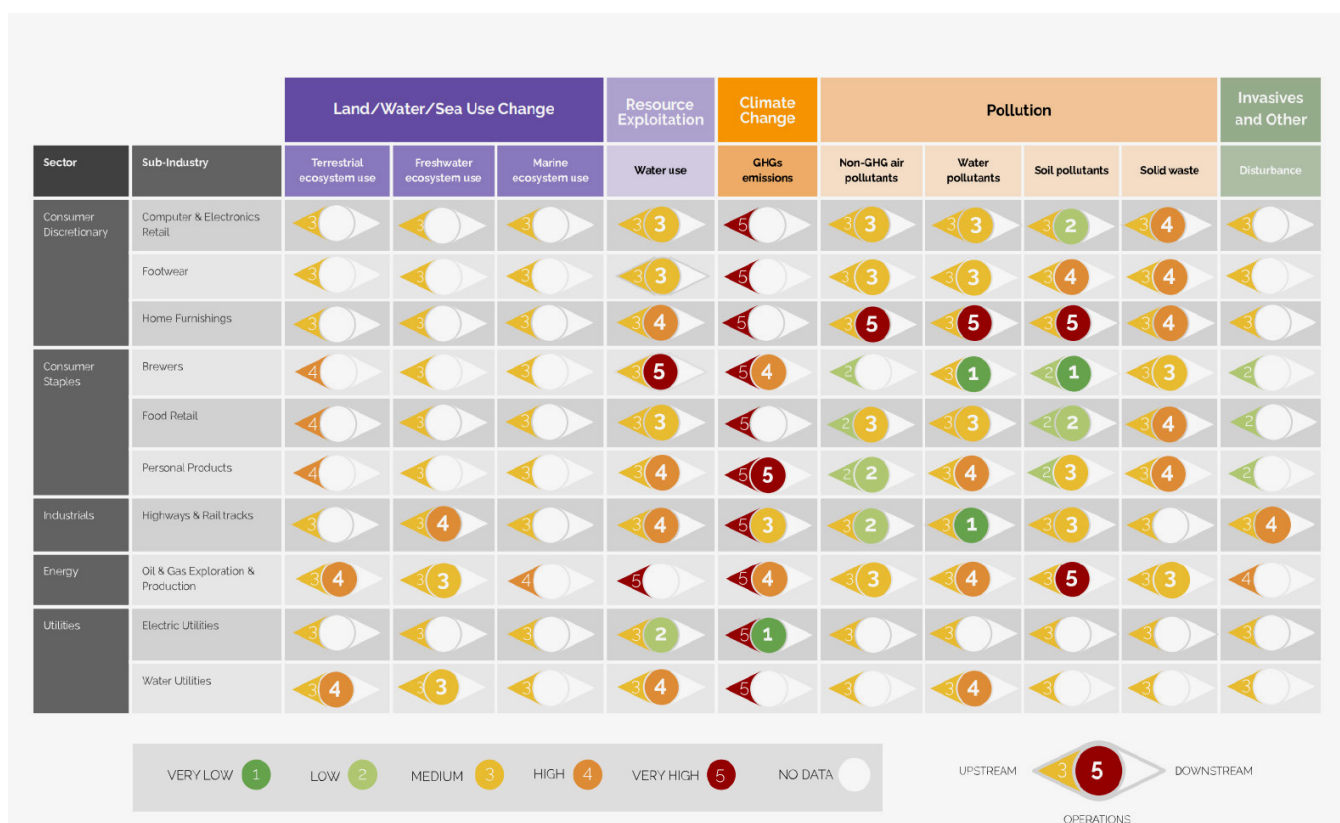 Land/Water/Sea Use Change
Resource
Exploitation
Climate
Change
Pollution
Invasives
and Other
Sector
Sub-Industry
Terrestrial
ecosystem use
Freshwater
ecosystem use
Marine
ecosystem use
Water use
GHGs
emissions
Non-GHG air
pollutants
Water
pollutants
Soil pollutants
Solid waste
Disturbance
Consumer
Discretionary
Computer & Electronics
Retail
3 3 3 3 3 5 3 3 3 3 3 2 3 4 3
Footwear
3 3 3 3 3 5 3 3 3 3 3 4 3 4 3
Home Furnishings
3 3 3 3 4 5 3 5 3 5 3 5 3 4 3
Consumer
Staples
Brewers
4 3 3 3 5 5 4 2 3 1 2 1 3 3 2
Food Retail
4 3 3 3 3 5 2 3 3 3 2 2 3 4 2
Personal Products
4 3 3 3 4 5 5 2 2 3 4 2 3 3 4 2
Industrials
Highways & Rail tracks
3 3 4 3 3 4 5 3 3 2 3 1 3 3 3 3 4
Energy
Oil & Gas Exploration &
Production
3 4 3 3 4 5 5 4 3 3 3 4 3 5 3 3 4
Utilities
Electric Utilities
3 3 3 3 2 5 1 3 3 3 3 3
Water Utilities
3 4 3 3 3 3 4 5 3 3 4 3 3 3
VERY LOW 1 LOW 2 MEDIUM 3 HIGH 4 VERY HIGH 5 NO DATA
UPSTREAM 3 5 DOWNSTREAM
OPERATIONS